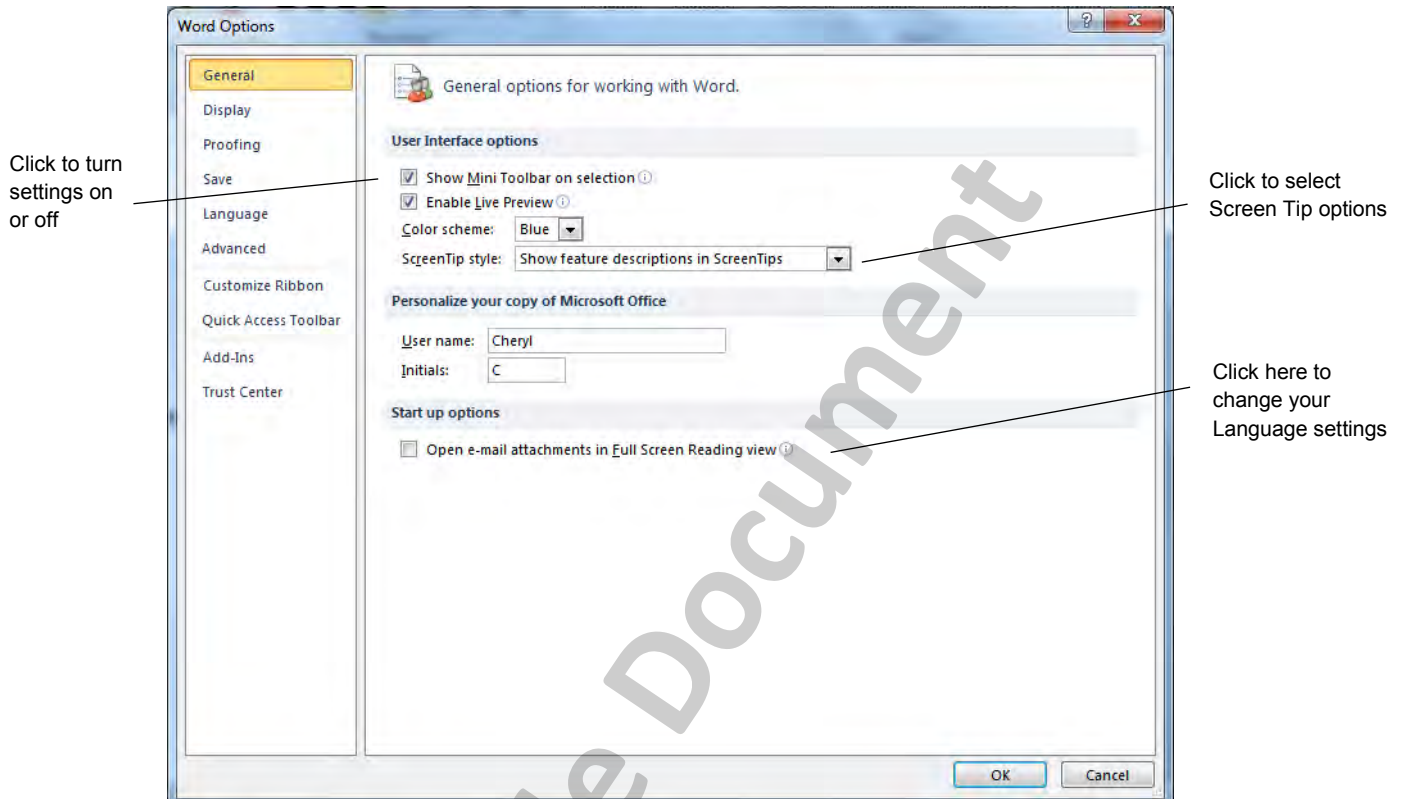 Word Options
General
Display
Proofing
Save
Language
Advanced
Customize Ribbon
Quick Access Toolbar
Add-Ins
Trust Center
General options for working with Word.
User Interface options
Show Mini Toolbar on selection
Enable Live Preview
Color scheme: Blue
ScreenTip style: Show feature descriptions in ScreenTips
Personalize your copy of Microsoft Office
User name: Cheryl
Initials: C
Start up options
Open e-mail attachments in Full Screen Reading view
OK Cancel
Click to turn
settings on
or off
Click to select
Screen Tip options
Click here to
change your
Language settings
Document